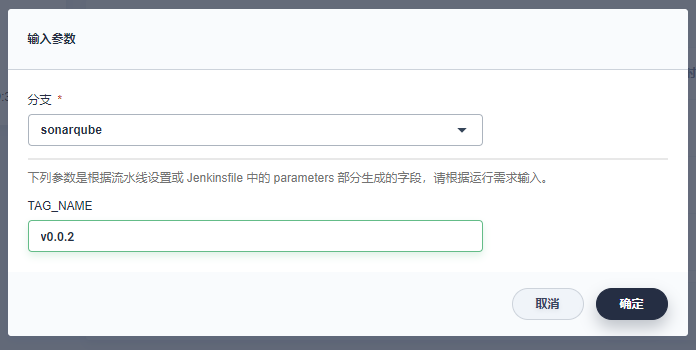 输入参数
分支 *
sonarqube
下列参数是根据流水线设置或 Jenkinsfile 中的 parameters 部分生成的字段，请根据运行需求输入。
TAG_NAME
v0.0.2
取消
确定